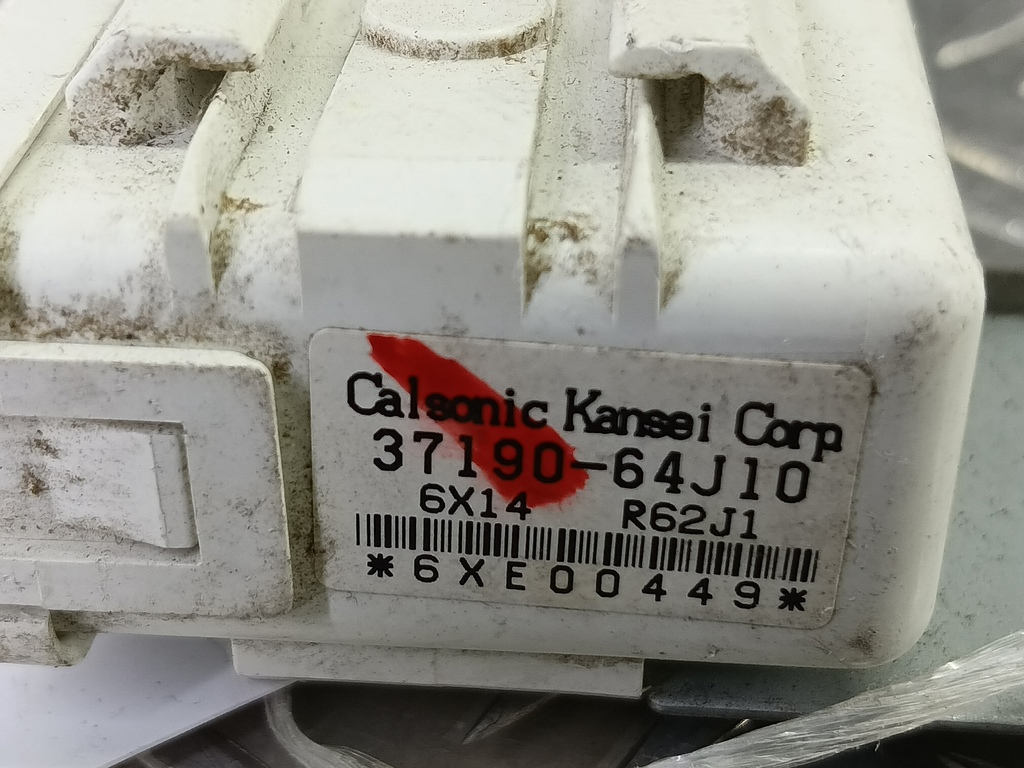 Calsonic Kansei Corp
37190-64J10
6X14 R62J1
*6XE00449*